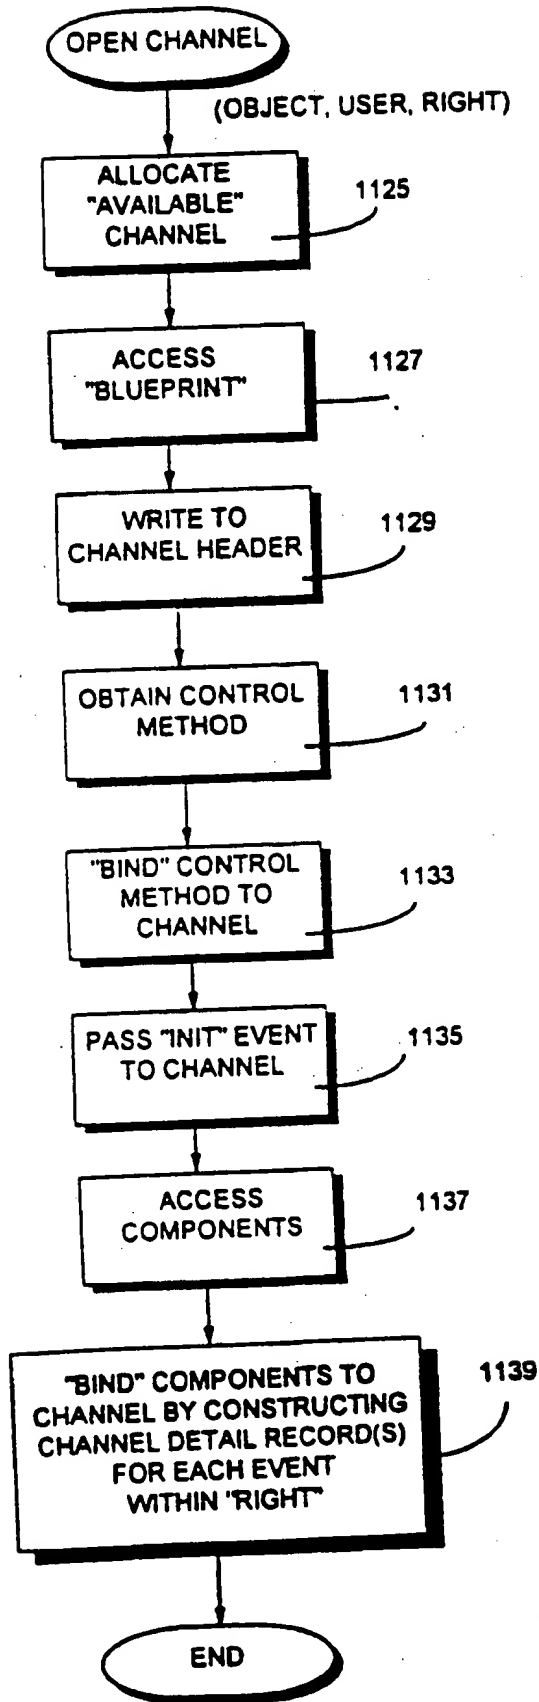 OPEN CHANNEL
(OBJECT, USER, RIGHT)
ALLOCATE
"AVAILABLE"
CHANNEL
1125
ACCESS
"BLUEPRINT"
1127
WRITE TO
CHANNEL HEADER
1129
OBTAIN CONTROL
METHOD
1131
"BIND" CONTROL
METHOD TO
CHANNEL
1133
PASS "INIT" EVENT
TO CHANNEL
1135
ACCESS
COMPONENTS
1137
"BIND" COMPONENTS TO
CHANNEL BY CONSTRUCTING
CHANNEL DETAIL RECORD(S)
FOR EACH EVENT
WITHIN "RIGHT"
1139
END